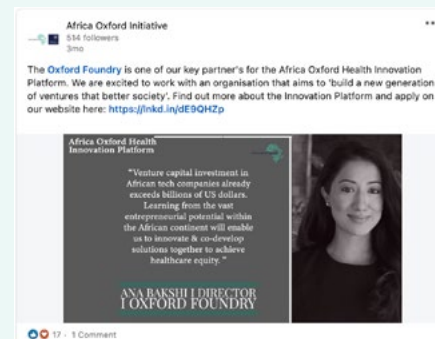 Africa Oxford Initiative
514 followers
3mo
The Oxford Foundry is one of our key partner's for the Africa Oxford Health Innovation
Platform. We are excited to work with an organisation that aims to 'build a new generation
of ventures that better society'. Find out more about the Innovation Platform and apply on
our website here: https://lnkd.in/dE9QHZp
Africa Oxford Health
Innovation Platform
"Venture capital investment in
African tech companies already
exceeds billions of US dollars.
Learning from the vast
entrepreneurial potential within
the African continent will enable
us to innovate & co-develop
solutions together to achieve
healthcare equity. "
ANA BAKSHI I DIRECTOR
I OXFORD FOUNDRY
17 · 1 Comment